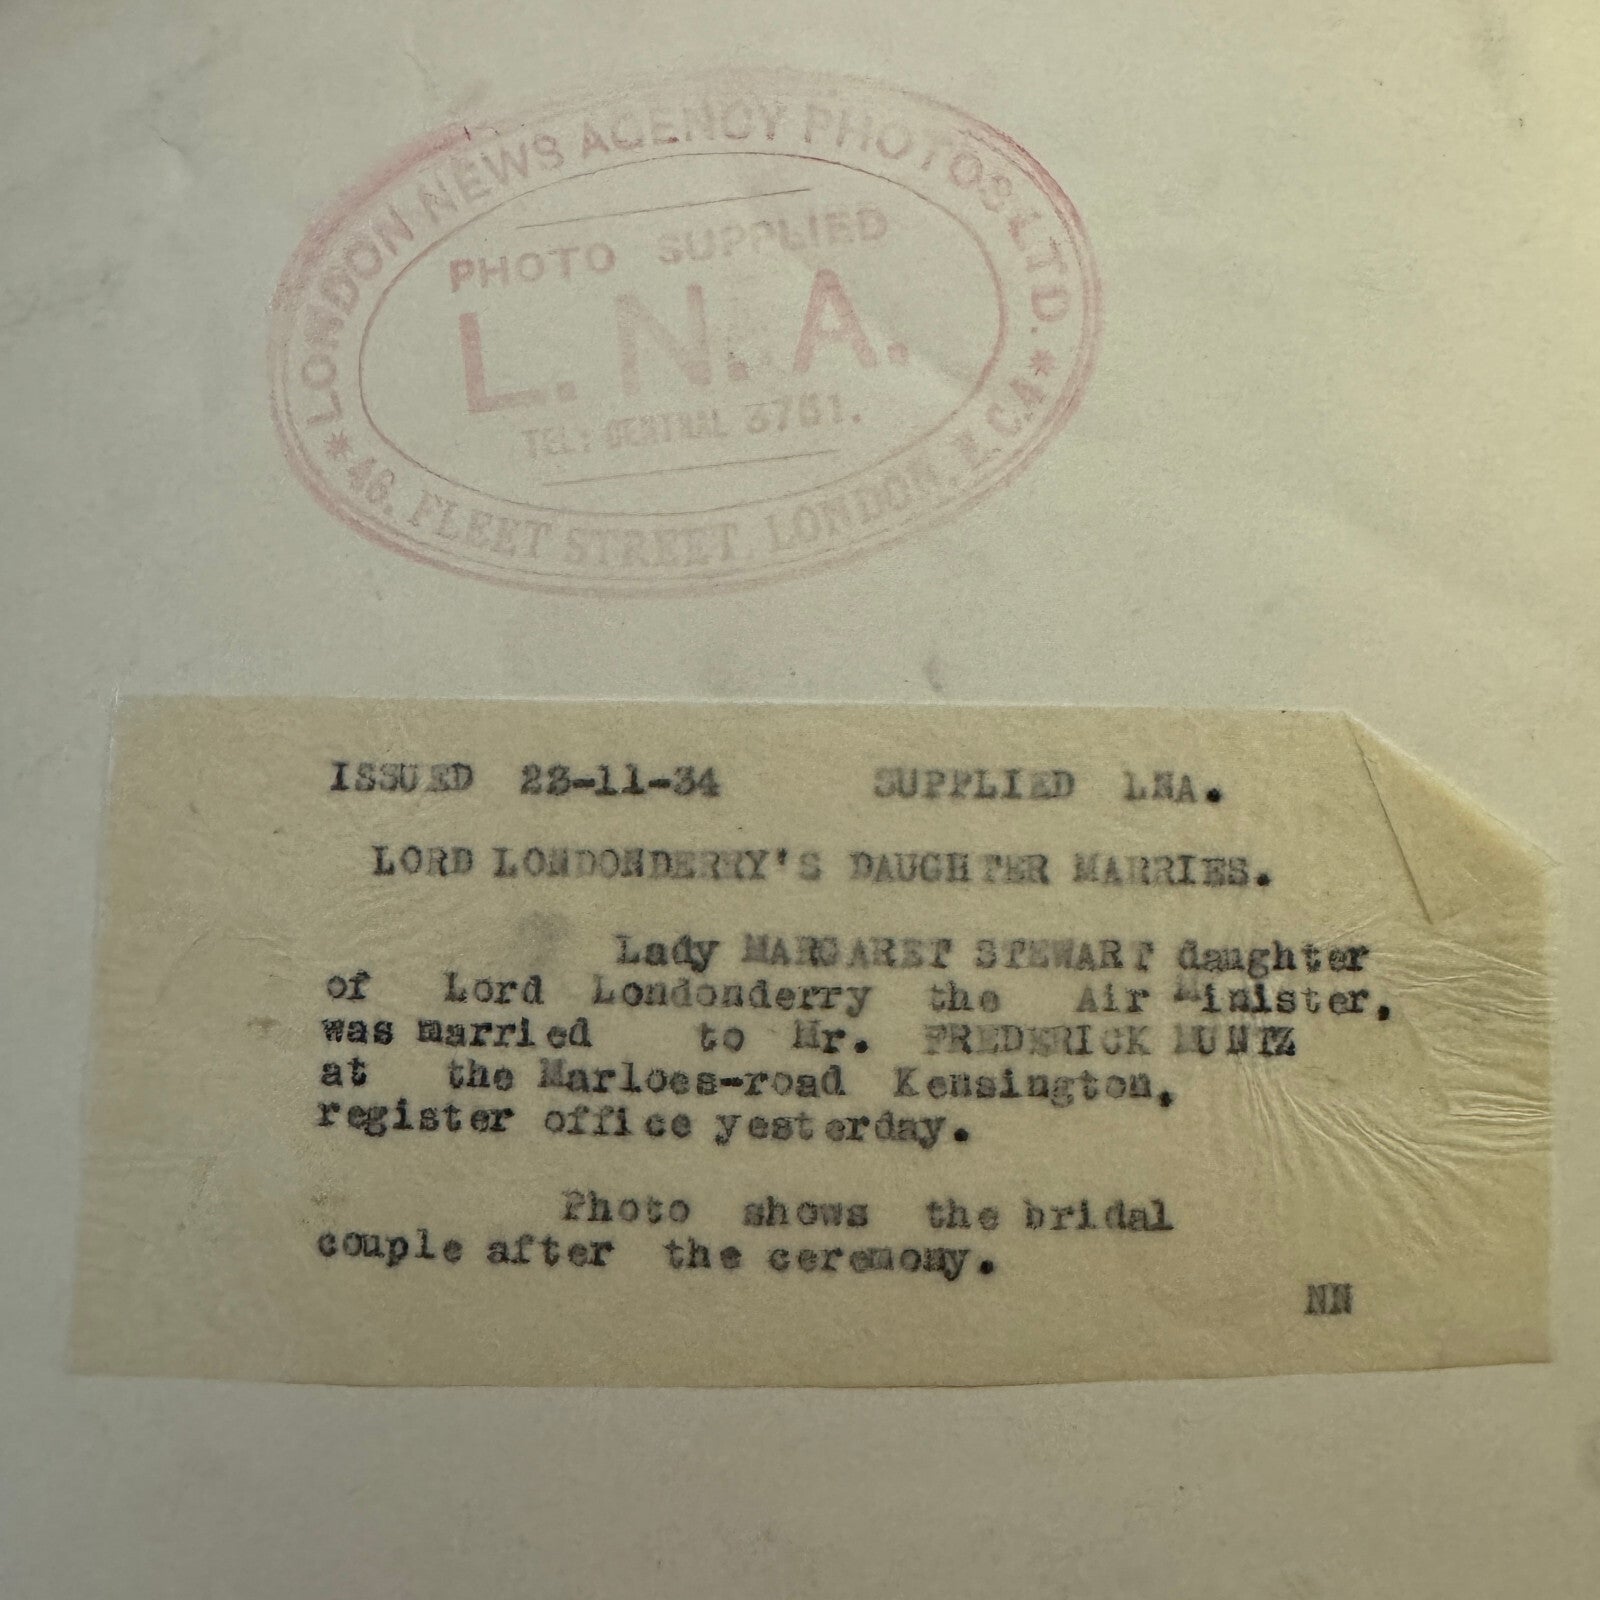 LONDON NEWS AGENCY PHOTOS LTD.
PHOTO SUPPLIED
L.N.A.
TEL: CENTRAL
* 46, FLEET STREET, LONDON, E.C.4 *
ISSUED 23-11-34 SUPPLIED LNA.
LORD LONDONDERRY'S DAUGHTER MARRIES.
Lady MARGARET STEWART daughter
of Lord Londonderry the Air Minister,
was married to Mr. FREDERICK MUNTZ
at the Marloes-road Kensington,
register office yesterday.
Photo shows the bridal
couple after the ceremony.
NN